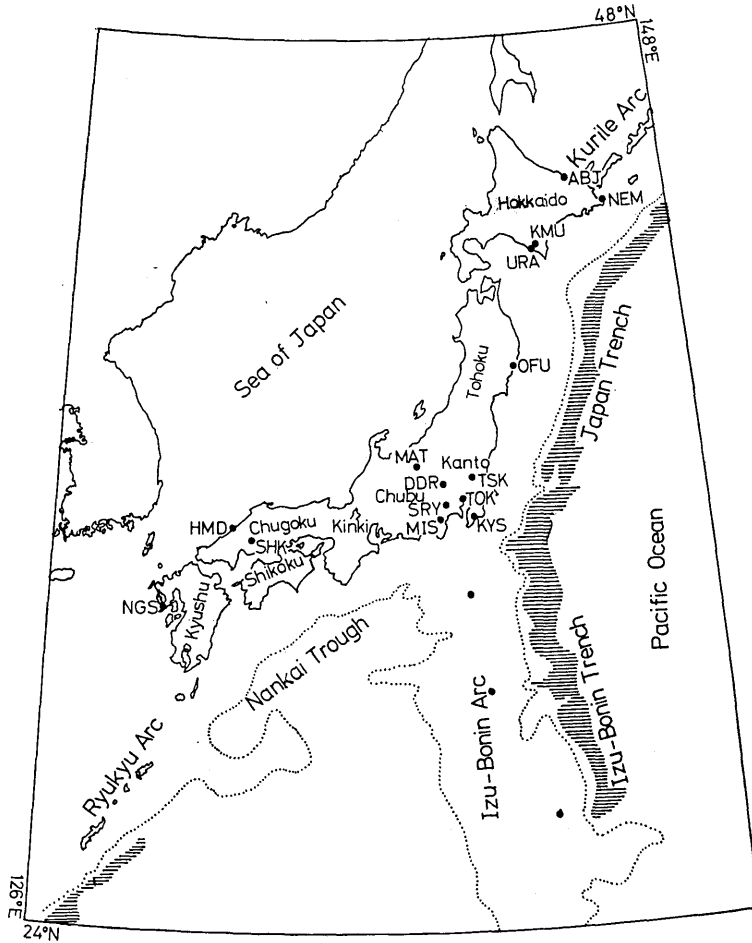 48°N
148°E
Kurile Arc
ABJ
Hokkaido
NEM
KMU
URA
Japan Trench
Sea of Japan
Tohoku
OFU
MAT
Kanto
DDR
TSK
Chubu
TOK
SRY
HMD
Chugoku
Kinki
MIS
KYS
SHK
Shikoku
Pacific Ocean
NGS
Kyushu
Nankai Trough
Izu-Bonin Trench
Izu-Bonin Arc
Ryukyu Arc
126°E
24°N